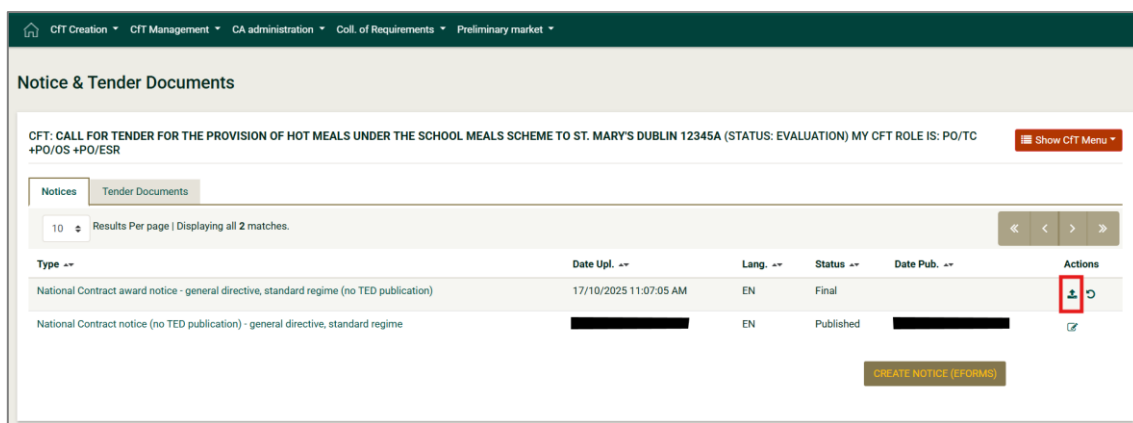 CfT Creation CfT Management CA administration Coll. of Requirements Preliminary market
Notice & Tender Documents
CFT: CALL FOR TENDER FOR THE PROVISION OF HOT MEALS UNDER THE SCHOOL MEALS SCHEME TO ST. MARY'S DUBLIN 12345A (STATUS: EVALUATION) MY CFT ROLE IS: PO/TC
+PO/OS +PO/ESR
Show CfT Menu
Notices Tender Documents
10 Results Per page | Displaying all 2 matches.
Type Date Upl. Lang. Status Date Pub. Actions
National Contract award notice - general directive, standard regime (no TED publication) 17/10/2025 11:07:05 AM EN Final
National Contract notice (no TED publication) - general directive, standard regime EN Published
CREATE NOTICE (EFORMS)